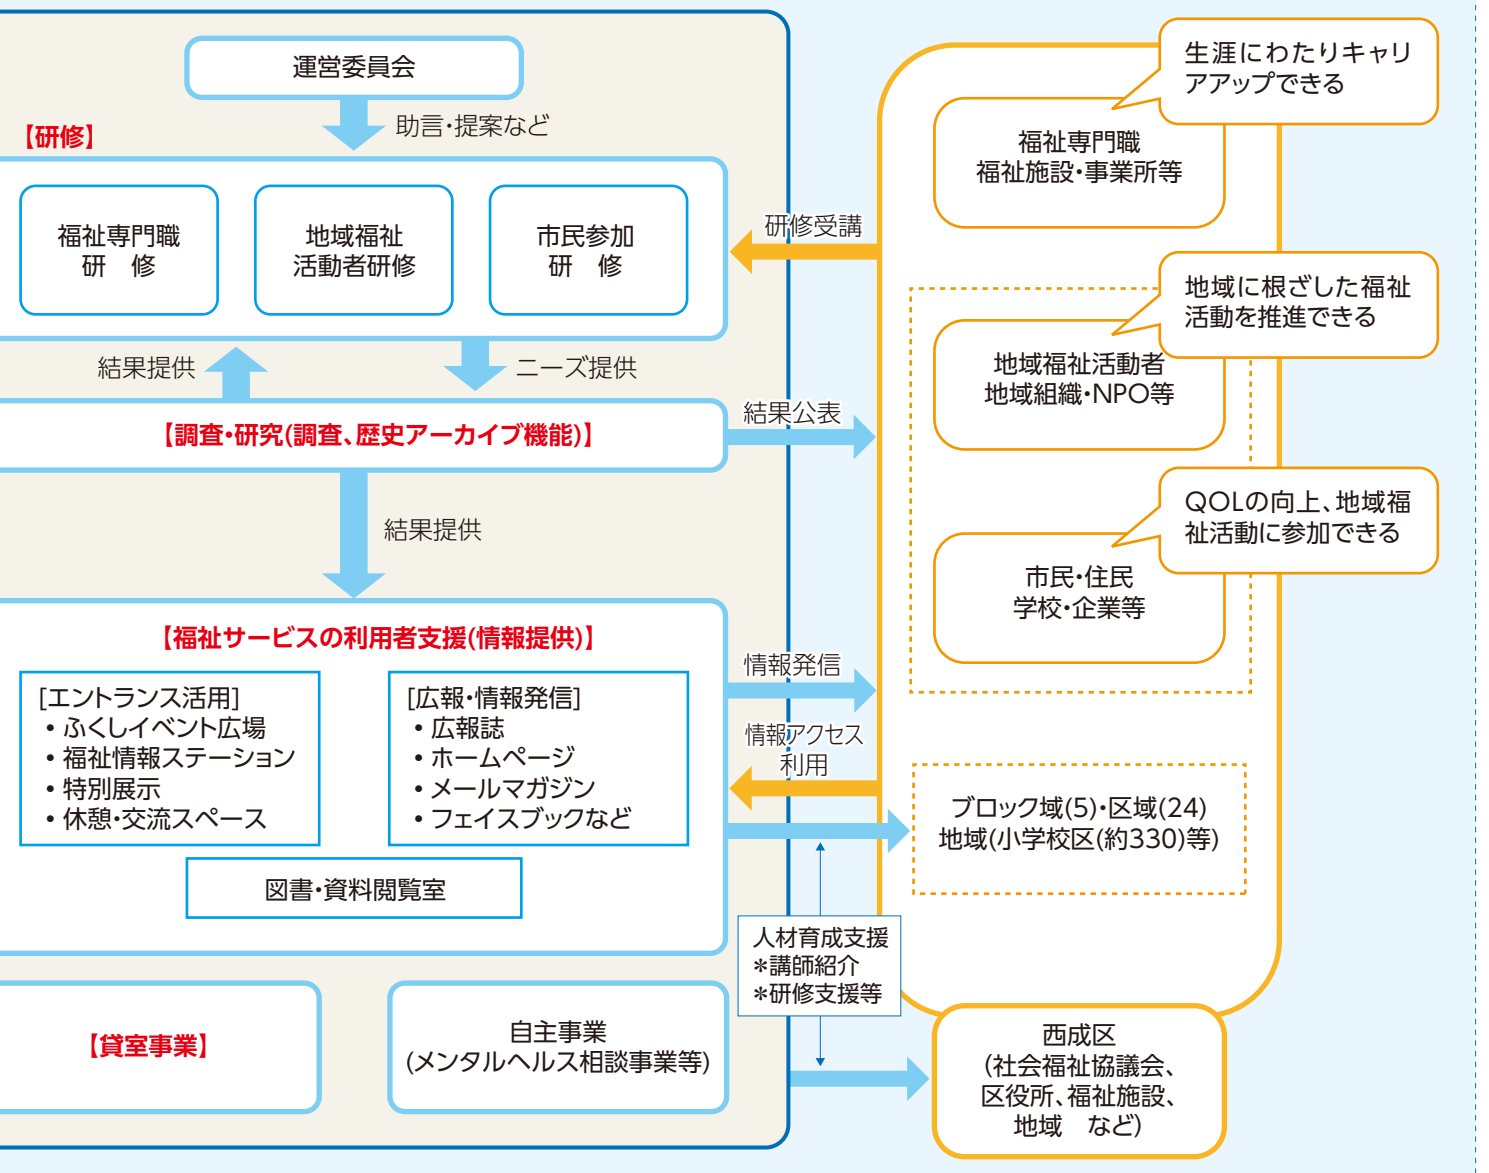 運営委員会
助言・提案など
【研修】
福祉専門職
研　修
地域福祉
活動者研修
市民参加
研　修
結果提供
ニーズ提供
【調査・研究(調査、歴史アーカイブ機能)】
結果提供
【福祉サービスの利用者支援(情報提供)】
[エントランス活用]
・ふくしイベント広場
・福祉情報ステーション
・特別展示
・休憩・交流スペース
[広報・情報発信]
・広報誌
・ホームページ
・メールマガジン
・フェイスブックなど
図書・資料閲覧室
【貸室事業】
自主事業
(メンタルヘルス相談事業等)
研修受講
結果公表
情報発信
情報アクセス
利用
人材育成支援
＊講師紹介
＊研修支援等
生涯にわたりキャリ
アアップできる
福祉専門職
福祉施設・事業所等
地域に根ざした福祉
活動を推進できる
地域福祉活動者
地域組織・NPO等
QOLの向上、地域福
祉活動に参加できる
市民・住民
学校・企業等
ブロック域(5)・区域(24)
地域(小学校区(約330)等)
西成区
(社会福祉協議会、
区役所、福祉施設、
地域　など)